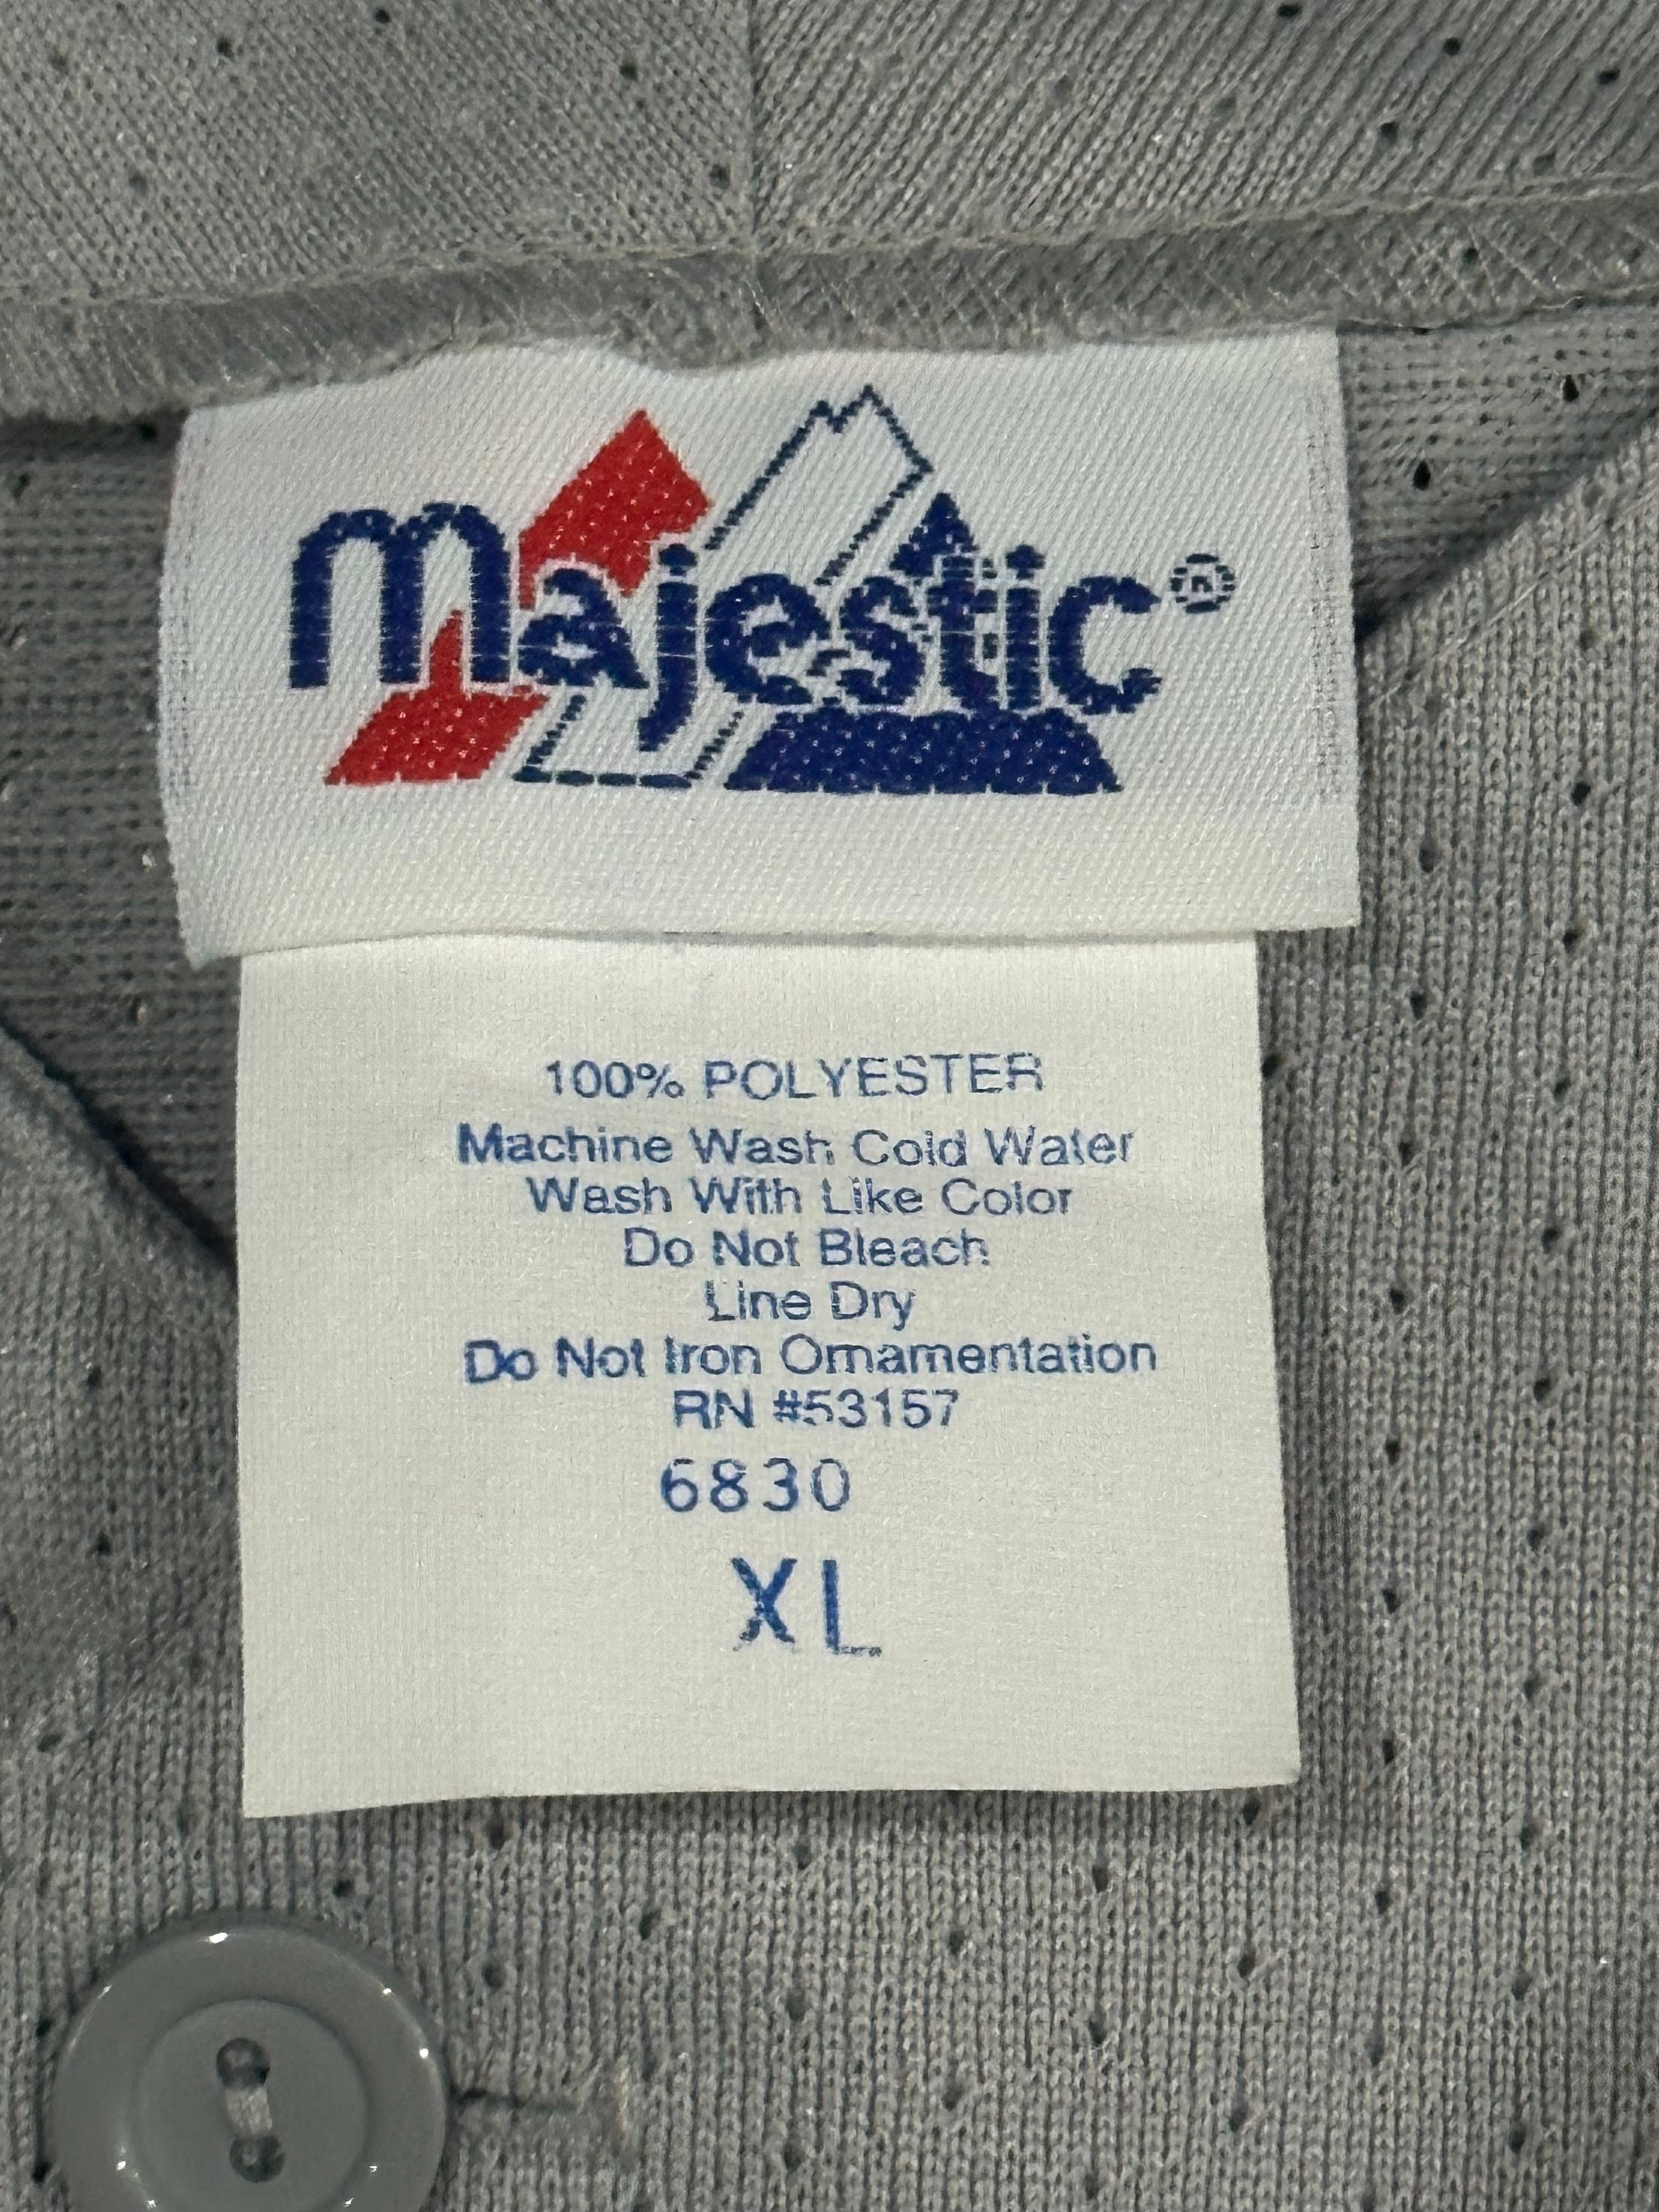 Majestic®
100% POLYESTER
Machine Wash Cold Water
Wash With Like Color
Do Not Bleach
Line Dry
Do Not Iron Ornamentation
RN #53157
6830
XL